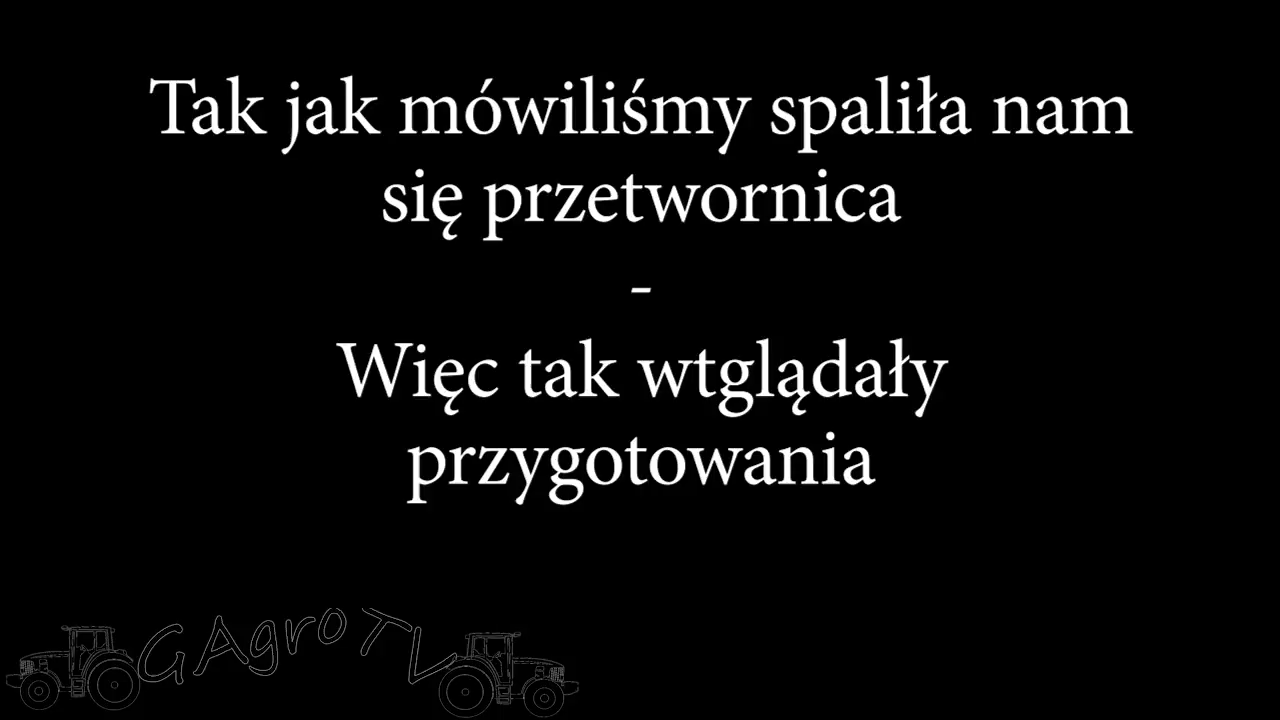 Tak jak mówiliśmy spaliła nam
się przetwornica
-
Więc tak wtglądały
przygotowania
GAgroTV